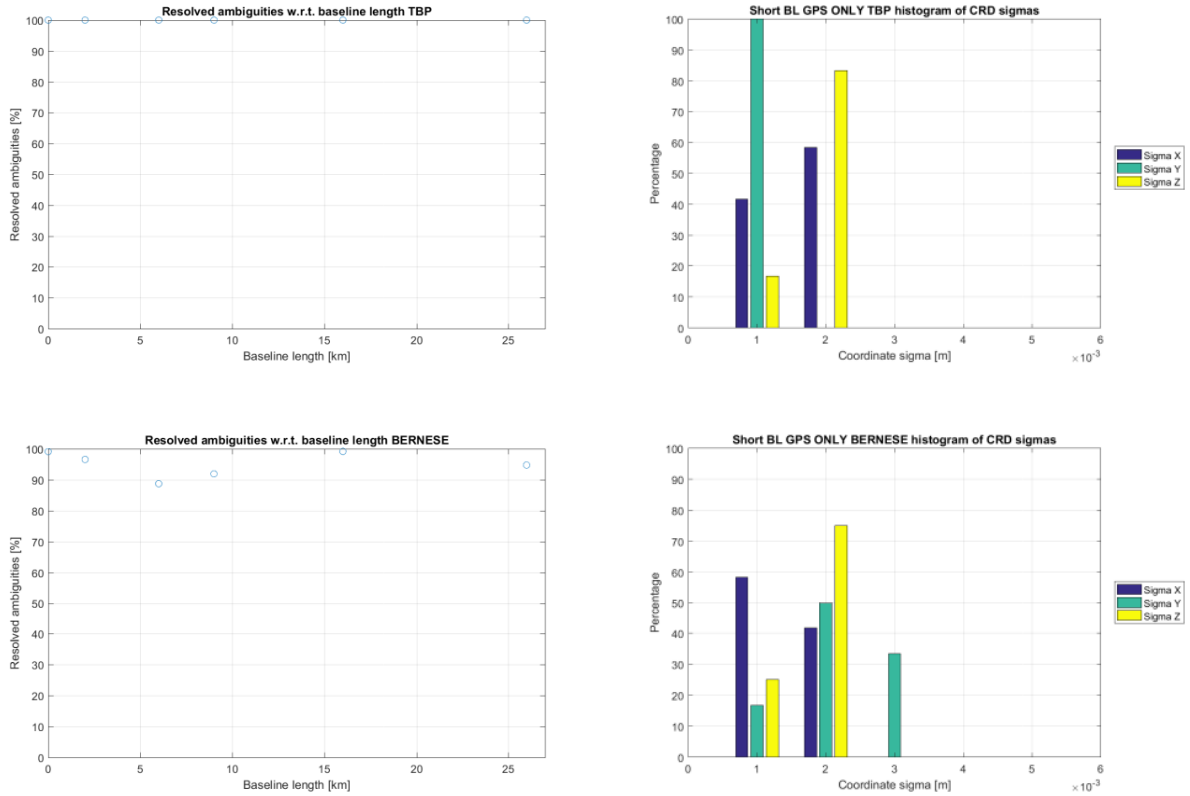 Resolved ambiguities w.r.t. baseline length TBP
100
90
80
70
60
50
40
30
20
10
0
Resolved ambiguities [%]
0 5 10 15 20 25
Baseline length [km]
Short BL GPS ONLY TBP histogram of CRD sigmas
100
90
80
70
60
50
40
30
20
10
0
Percentage
0 1 2 3 4 5 6
Coordinate sigma [m]
×10-3
Sigma X
Sigma Y
Sigma Z
Resolved ambiguities w.r.t. baseline length BERNESE
100
90
80
70
60
50
40
30
20
10
0
Resolved ambiguities [%]
0 5 10 15 20 25
Baseline length [km]
Short BL GPS ONLY BERNESE histogram of CRD sigmas
100
90
80
70
60
50
40
30
20
10
0
Percentage
0 1 2 3 4 5 6
Coordinate sigma [m]
×10-3
Sigma X
Sigma Y
Sigma Z